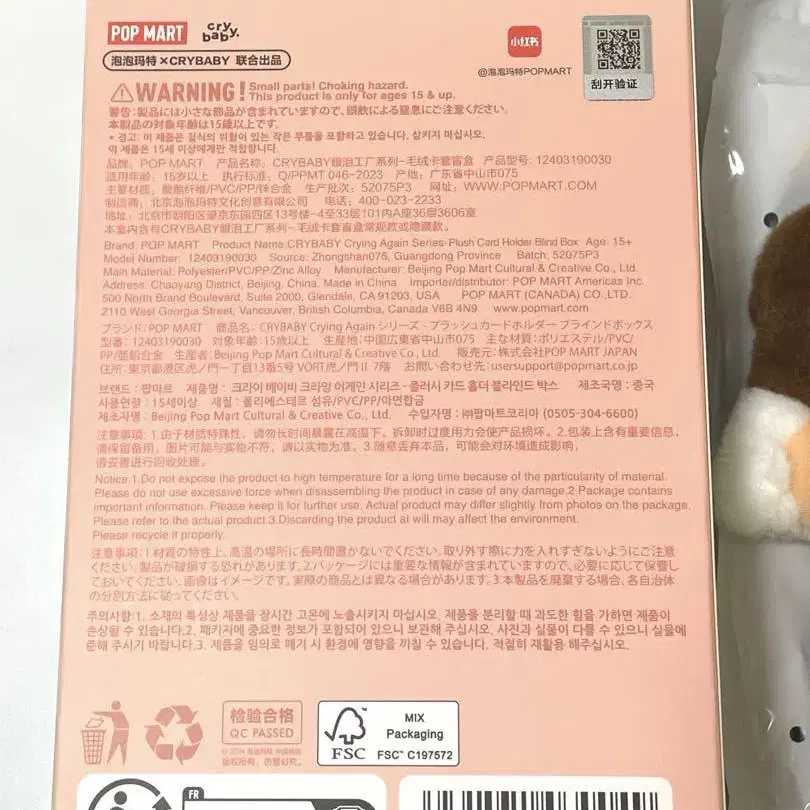 POP MART
cry
baby.
小红书
@泡泡玛特POPMART
刮开验证
泡泡玛特×CRYBABY 联合出品
WARNING! Small parts! Choking hazard.
This product is only for ages 15 & up.
警告:製品には小さな部品が含まれていますので、誤飲による窒息にご注意ください。
本製品の対象年齢は15歳以上です。
* 경고: 이 제품은 질식의 위험이 있는 작은 부품을 포함하고 있습니다. 삼키지 마십시오.
이 제품은 15세 이상에게만 적합합니다.
品牌: POP MART 产品名称: CRYBABY眼泪工厂系列-毛绒卡套盲盒 产品型号: 12403190030
适用年龄: 15岁以上 执行标准: Q/PPMT 046-2023 产地: 广东省中山市075
主要材质: 聚酯纤维/PVC/PP/锌合金 生产批次: 52075P3 网址: WWW.POPMART.COM
制造商: 北京泡泡玛特文化创意有限公司 电话: 400-023-2233
地址: 北京市朝阳区望京东园四区13号楼-4至33层101内A座36层3606室
本盒内含有CRYBABY眼泪工厂系列-毛绒卡套盲盒常规款或隐藏款。
Brand: POP MART Product Name:CRYBABY Crying Again Series-Plush Card Holder Blind Box Age: 15+
Model Number: 12403190030 Source: Zhongshan075, Guangdong Province Batch: 52075P3
Main Material: Polyester/PVC/PP/Zinc Alloy Manufacturer: Beijing Pop Mart Cultural & Creative Co., Ltd.
Address: Chaoyang District, Beijing, China. Made in China Importer/distributor: POP MART Americas Inc.
500 North Brand Boulevard, Suite 2000, Glendale, CA 91203, USA POP MART (CANADA) CO.,LTD.
2110 West Georgia Street, Vancouver, British Columbia, Canada V6B 4N9 www.popmart.com
ブランド:POP MART 商品名: CRYBABY Crying Again シリーズ - プラッシュカードホルダー ブラインドボックス
型番: 12403190030 対象年齢:15歳以上 生産地:中国広東省中山市075 主な材質:ポリエステル/PVC/
PP/亜鉛合金 生産者:Beijing Pop Mart Cultural & Creative Co., Ltd. 販売元:株式会社POP MART JAPAN
住所: 東京都港区虎ノ門一丁目13番3号 VORT虎ノ門II 7階 お問い合わせ先:usersupport@popmart.co.jp
브랜드 : 팝마트 제품명 : 크라이 베이비 크라잉 어게인 시리즈 - 플러시 카드 홀더 블라인드 박스 제조국명 : 중국
사용연령 : 15세이상 재질 : 폴리에스테르 섬유/PVC/PP/아연합금
제조자명 : Beijing Pop Mart Cultural & Creative Co., Ltd. 수입자명 : ㈜팝마트코리아 (0505-304-6600)
注意事项: 1.由于材质特殊性, 请勿长时间暴露在高温下。拆卸时过度用力会使产品损坏。2.包装上含有重要信息,
请保留备用。图片可能与实物不符, 请以实物为准。3.随意丢弃本品, 可能会对环境造成影响,
请妥善进行回收处理。
Notice:1.Do not expose the product to high temperature for a long time because of the particularity of material.
Please do not use excessive force when disassembling the product in case of any damage.2.Package contains
important information. Please keep it for further use. Actual product may differ slightly from photos on the package.
Please refer to the actual product.3.Discarding the product at will may affect the environment.
Please recycle it properly.
注意事項:1.材質の特性上、高温の場所に長時間置かないでください。取り外す際に力を入れすぎないようにご注意
ください。製品が破損する恐れがあります。2.パッケージには重要な情報が含まれていますので、必要に応じて保管し
ておいてください。画像はイメージです。実際の商品とは異なる場合があります。3.本製品を廃棄する場合、各自治体
の分別方法に従ってください。
주의사항:1. 소재의 특성상 제품을 장시간 고온에 노출시키지 마십시오. 제품을 분리할 때 과도한 힘을 가하면 제품이
손상될 수 있습니다.2. 패키지에 중요한 정보가 포함되어 있으니 보관해 주십시오. 사진과 실물이 다를 수 있으니 실물에
준해 주시기 바랍니다.3. 제품을 임의로 폐기 시 환경에 영향을 끼칠 수 있습니다. 적절히 재활용 해주십시오.
检验合格
QC PASSED
版权所有, 仿冒必究!
FSC
MIX
Packaging
FSC™ C197572
FR